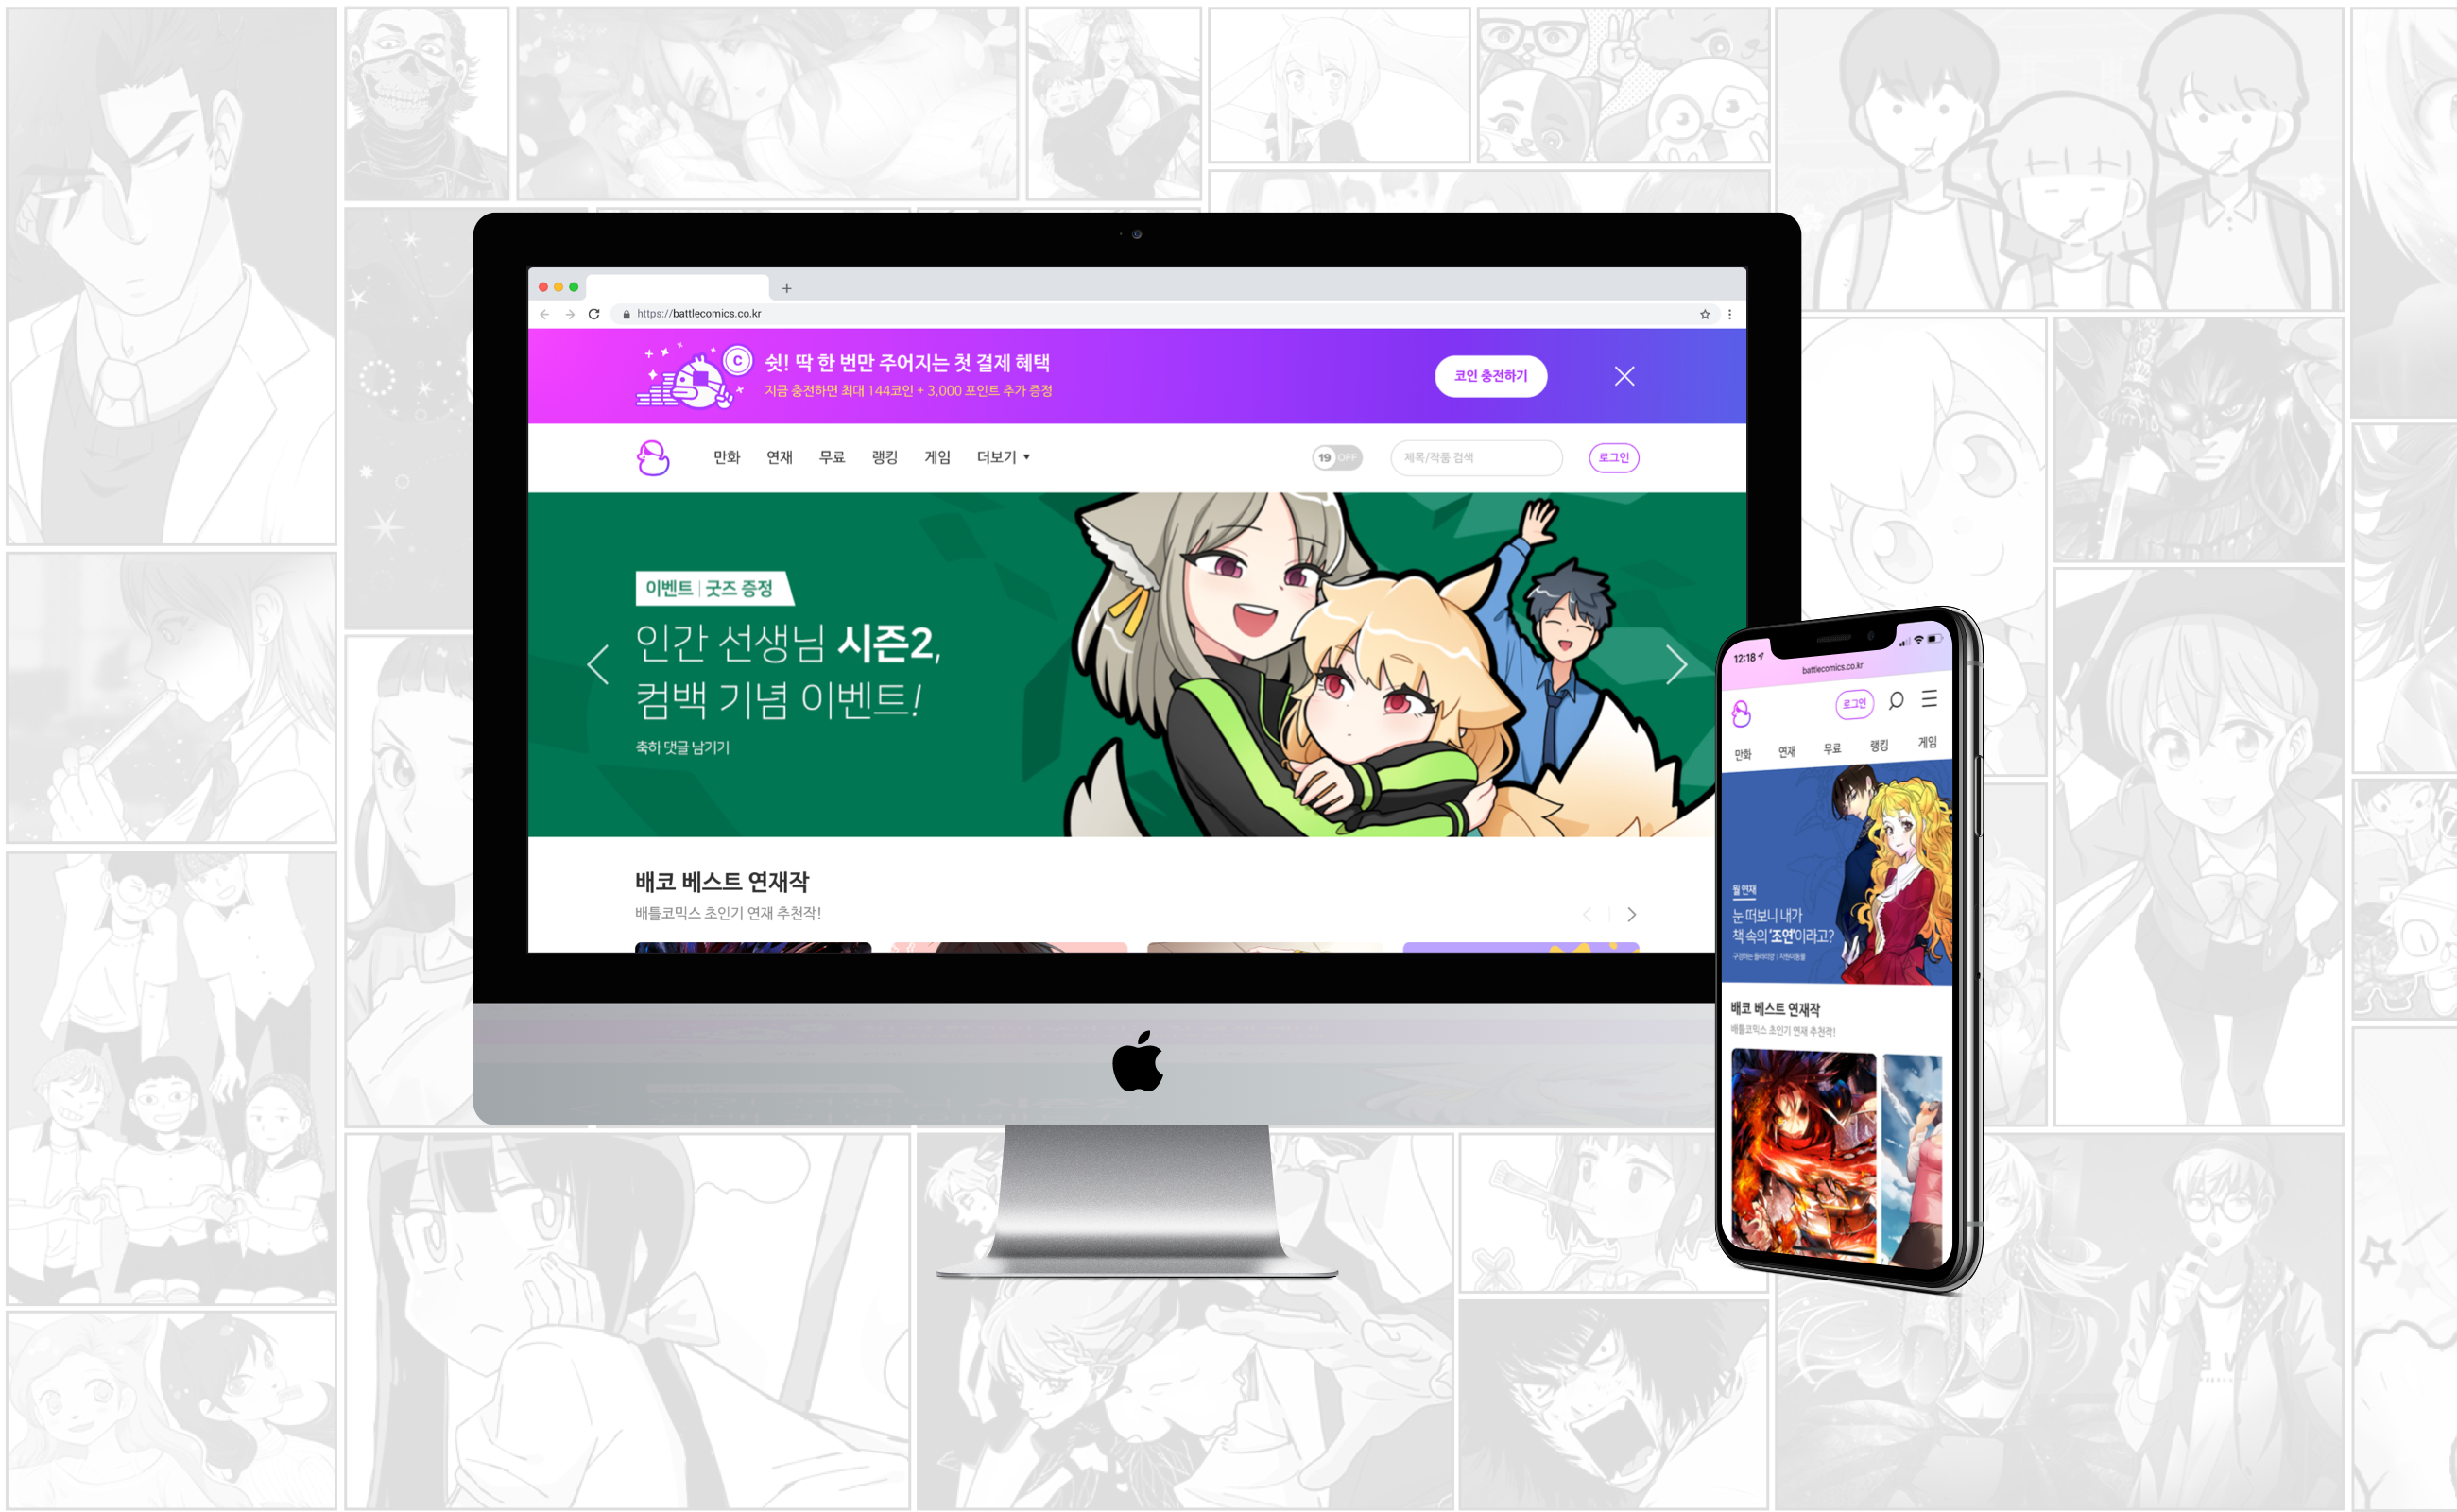 https://battlecomics.co.kr
C
쉿! 딱 한 번만 주어지는 첫 결제 혜택
지금 충전하면 최대 144코인 + 3,000 포인트 추가 증정
코인 충전하기
만화 연재 무료 랭킹 게임 더보기
19 OFF
제목/작품 검색
로그인
이벤트 | 굿즈 증정
인간 선생님 시즌2,
컴백 기념 이벤트!
축하 댓글 남기기
배코 베스트 연재작
배틀코믹스 초인기 연재 추천작!
12:18
battlecomics.co.kr
로그인
만화 연재 무료 랭킹 게임
월 연재
눈 떠보니 내가
책 속의 '조연'이라고?
구경하는 들러리양 |
배코 베스트 연재작
배틀코믹스 초인기 연재 추천작!